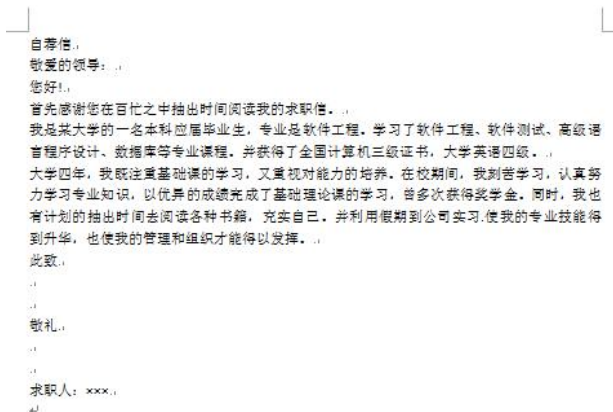 自荐信
敬爱的领导：
您好!
首先感谢您在百忙之中抽出时间阅读我的求职信。
我是某大学的一名本科应届毕业生，专业是软件工程。学习了软件工程、软件测试、高级语
言程序设计、数据库等专业课程。并获得了全国计算机三级证书，大学英语四级。
大学四年，我既注重基础课的学习，又重视对能力的培养。在校期间，我刻苦学习，认真努
力学习专业知识，以优异的成绩完成了基础理论课的学习，曾多次获得奖学金。同时，我也
有计划的抽出时间去阅读各种书籍，充实自己。并利用假期到公司实习.使我的专业技能得
到升华，也使我的管理和组织才能得以发挥。
此致
敬礼
求职人：×××